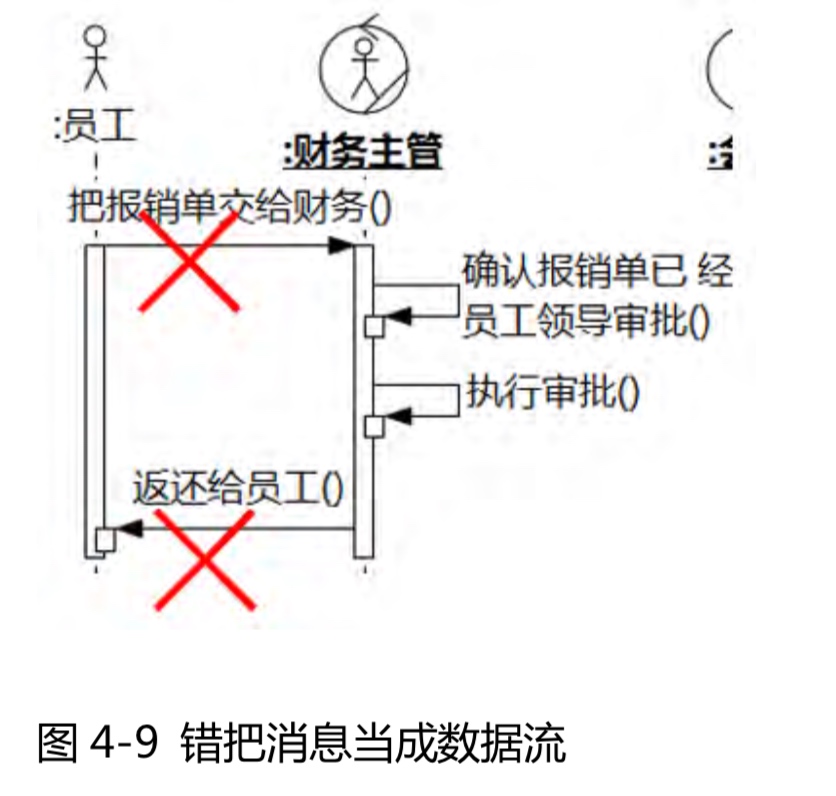 :员工
:财务主管
把报销单交给财务()
确认报销单已 经
员工领导审批()
执行审批()
返还给员工()
图 4-9 错把消息当成数据流